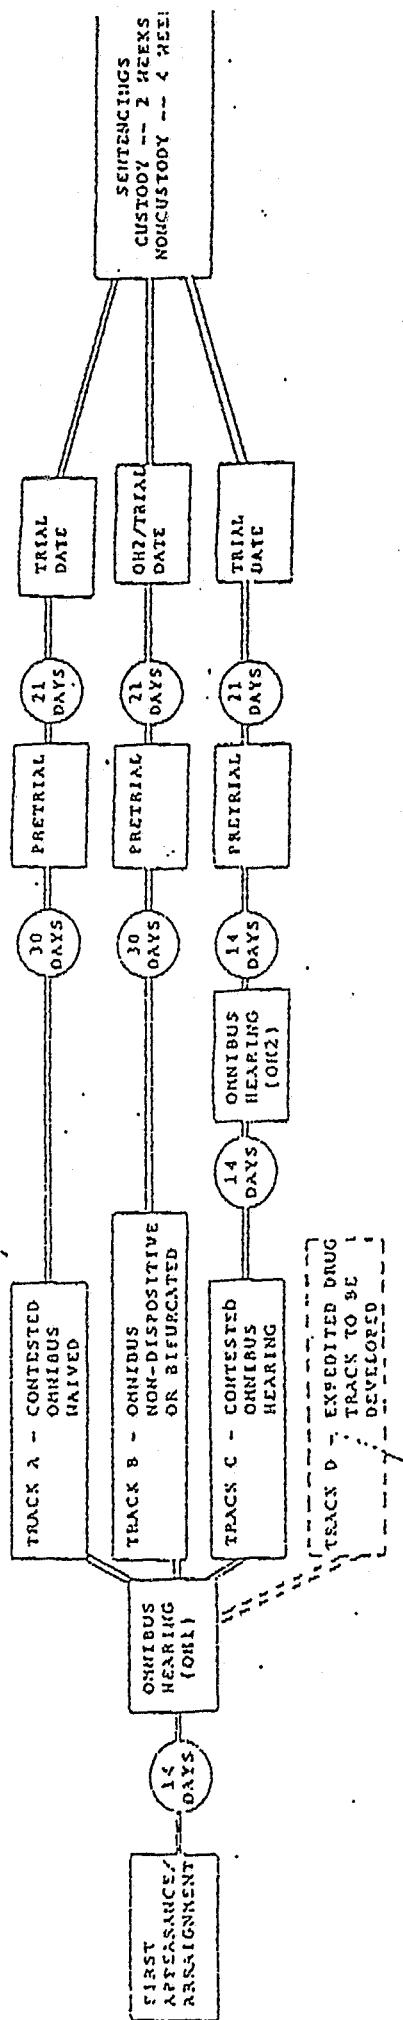 FIRST
APPEARANCE/
ARRAIGNMENT
14
DAYS
OMNIBUS
HEARING
(OH1)
TRACK A - CONTESTED
OMNIBUS
WAIVED
30
DAYS
PRETRIAL
21
DAYS
TRIAL
DATE
TRACK B - OMNIBUS
NON-DISPOSITIVE
OR BIFURCATED
30
DAYS
PRETRIAL
21
DAYS
OH2/TRIAL
DATE
TRACK C - CONTESTED
OMNIBUS
HEARING
14
DAYS
OMNIBUS
HEARING
(OH2)
14
DAYS
PRETRIAL
21
DAYS
TRIAL
DATE
TRACK D - EXPEDITED DRUG
TRACK TO BE
DEVELOPED
SENTENCINGS
CUSTODY -- 2 WEEKS
NONCUSTODY -- 4